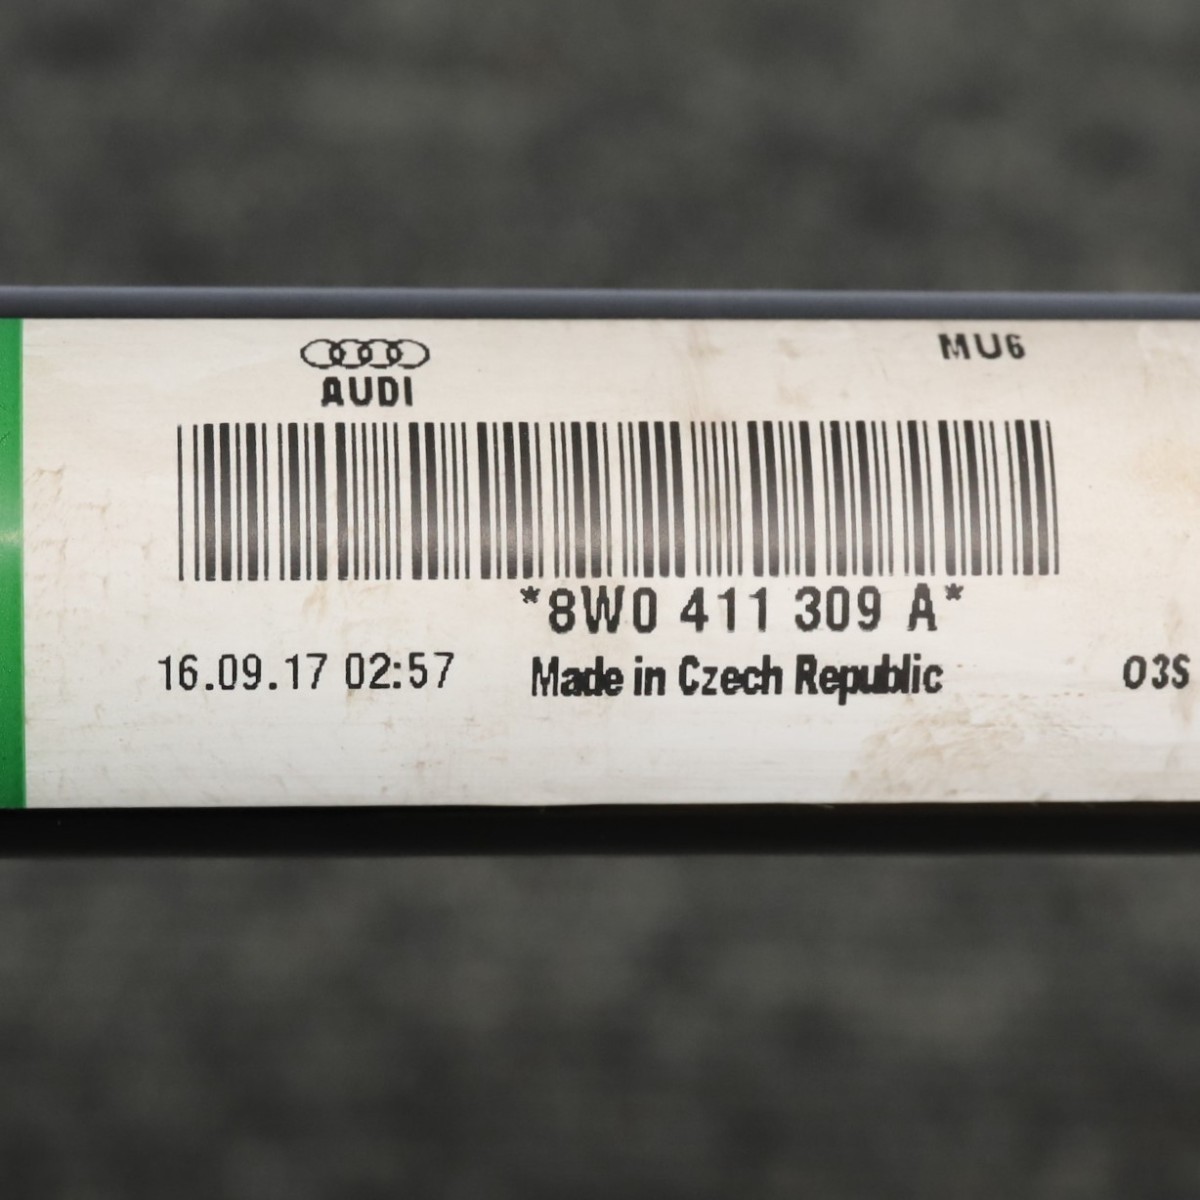 MU6
AUDI
*8W0 411 309 A*
16.09.17 02:57 Made in Czech Republic 03S